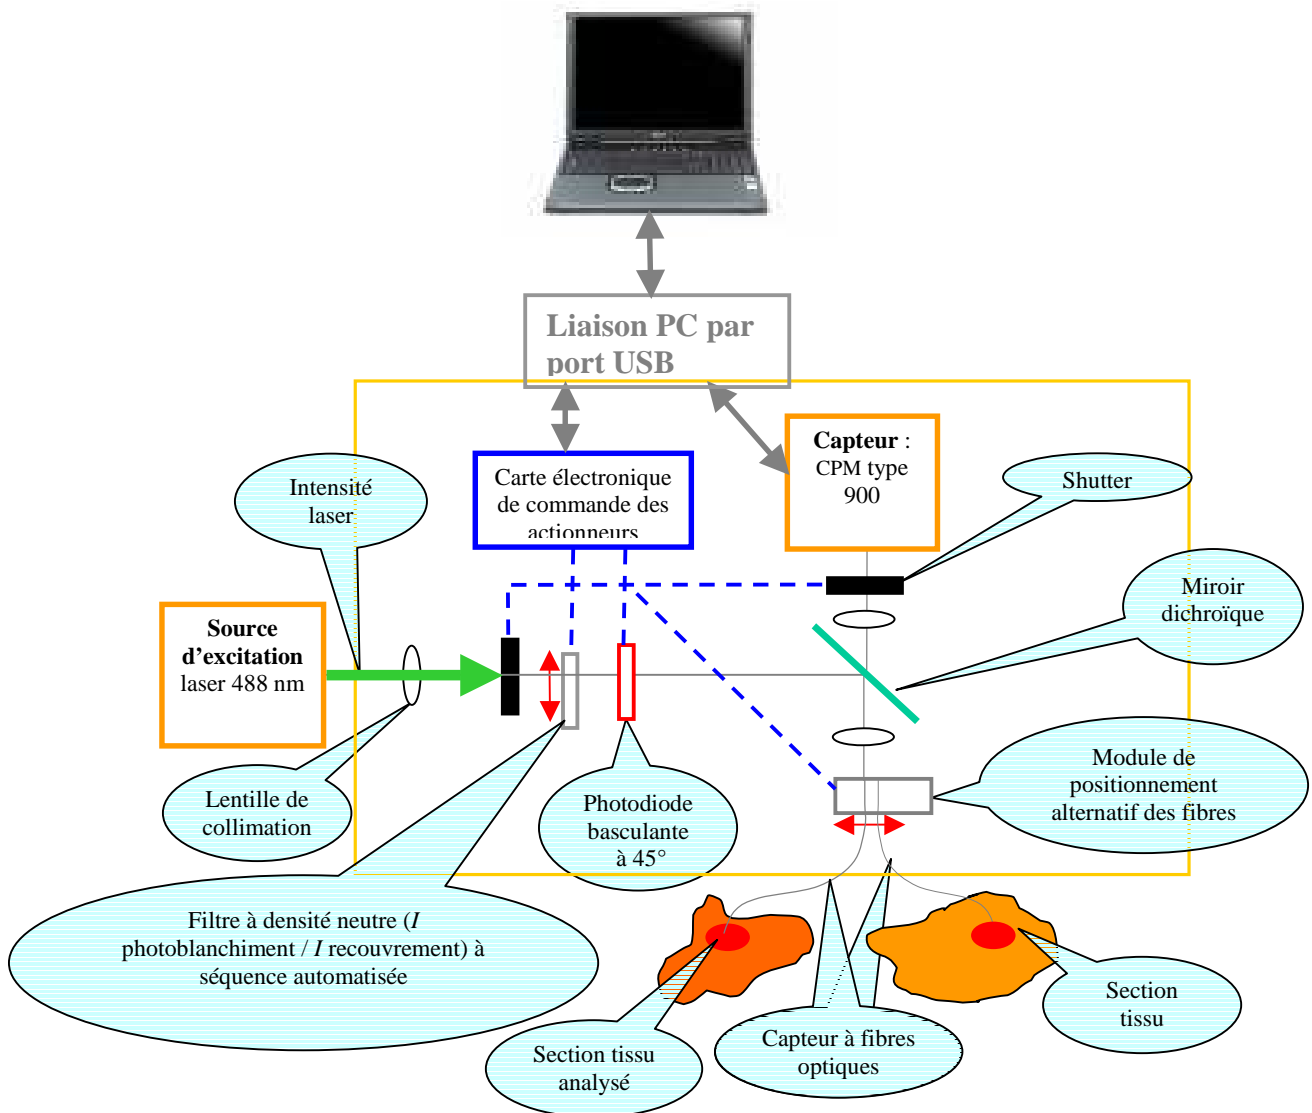 Liaison PC par
port USB
Capteur :
CPM type
900
Carte électronique
de commande des
actionneurs
Shutter
Intensité
laser
Miroir
dichroïque
Source
d'excitation
laser 488 nm
Module de
positionnement
alternatif des fibres
Lentille de
collimation
Photodiode
basculante
à 45°
Filtre à densité neutre (I
photoblanchiment / I recouvrement) à
séquence automatisée
Section
tissu
Capteur à fibres
optiques
Section tissu
analysé